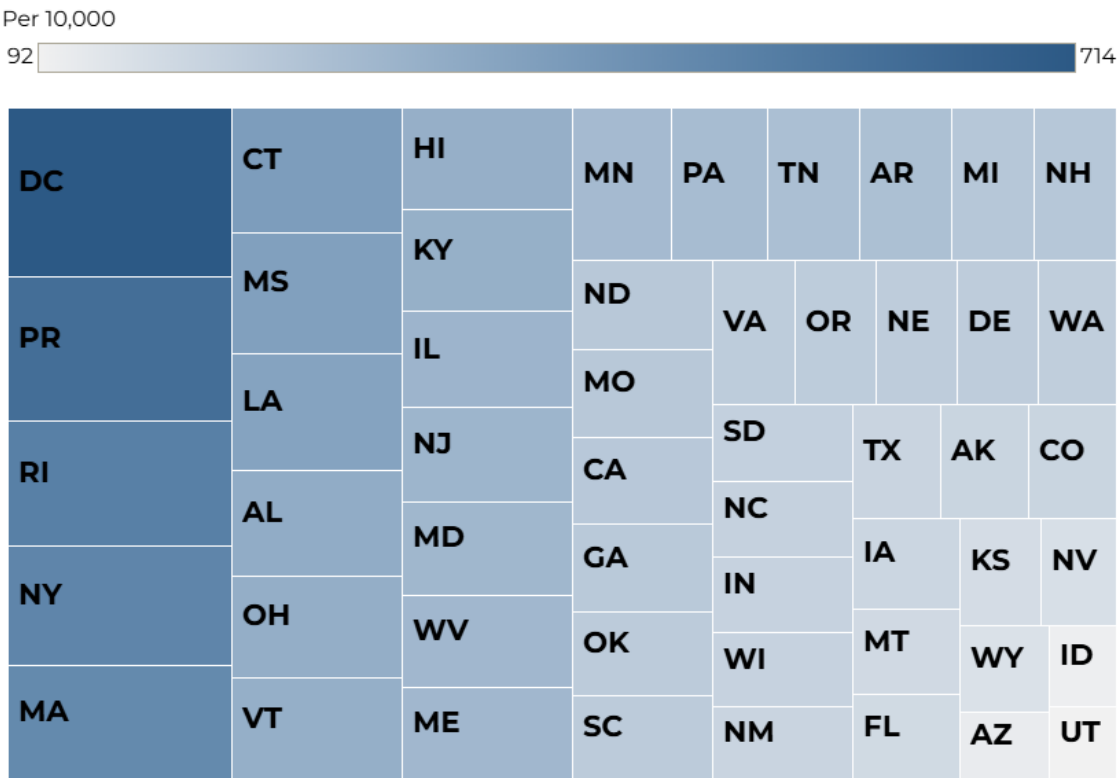 Per 10,000
92 714
DC
PR
RI
NY
MA
CT
MS
LA
AL
OH
VT
HI
KY
IL
NJ
MD
WV
ME
MN PA TN AR MI NH
ND
MO
CA
GA
OK
SC
VA OR NE DE WA
SD
NC
IN
WI
NM
TX AK CO
IA
MT
FL
KS NV
WY ID
AZ UT